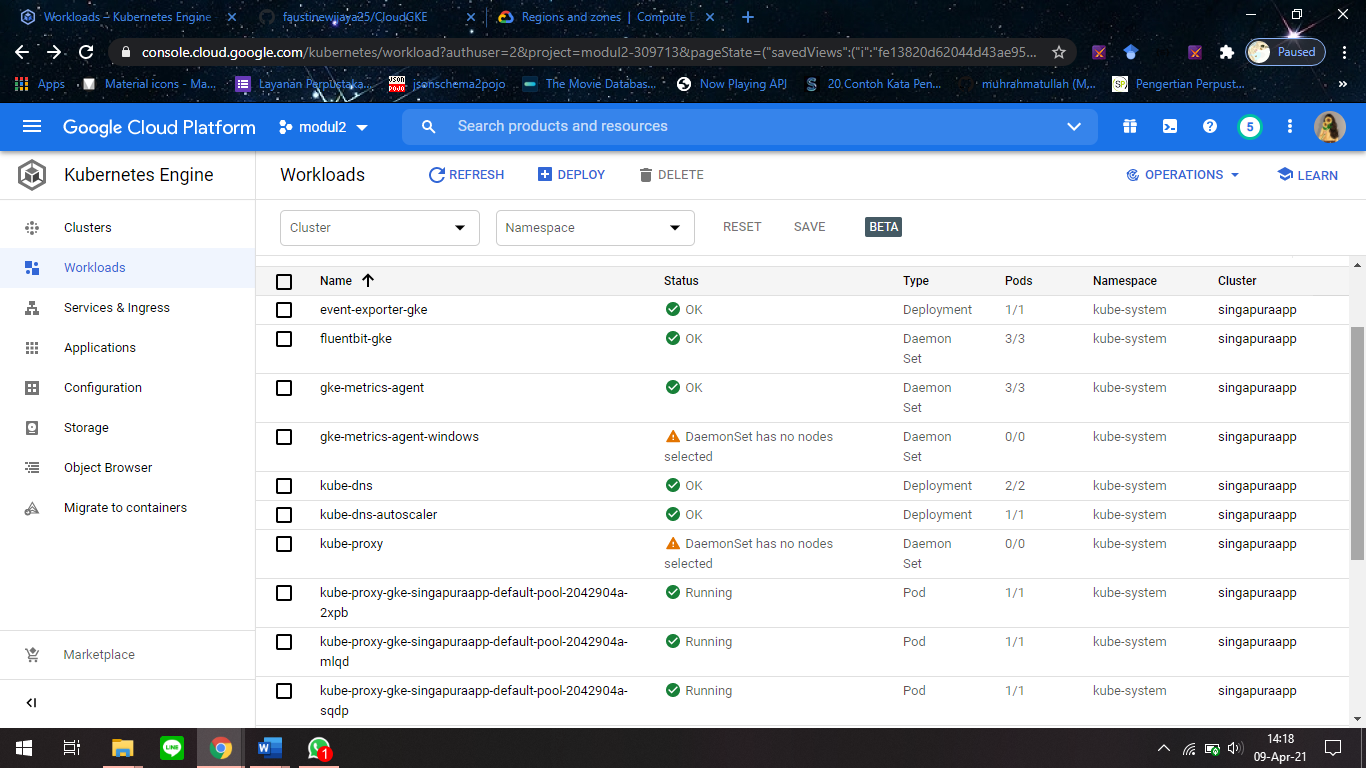 Workloads – Kubernetes Engine
faustinewijaya25/CloudGKE
Regions and zones | Compute E
console.cloud.google.com/kubernetes/workload?authuser=2&project=modul2-309713&pageState=("savedViews":("i":"fe13820d62044d43ae95...
Paused
Apps
Material icons - Ma...
Layanan Perpustaka...
JSON
POJO
jsonschema2pojo
The Movie Databas...
Now Playing API
20 Contoh Kata Pen...
muhrahmatullah (M...
Pengertian Perpust...
»
Google Cloud Platform
modul2
Search products and resources
5
Kubernetes Engine
Workloads
REFRESH
DEPLOY
DELETE
OPERATIONS
LEARN
Clusters
Workloads
Services & Ingress
Applications
Configuration
Storage
Object Browser
Migrate to containers
Marketplace
Cluster
Namespace
RESET
SAVE
BETA
Name Status Type Pods Namespace Cluster
event-exporter-gke OK Deployment 1/1 kube-system singapuraapp
fluentbit-gke OK Daemon 3/3 kube-system singapuraapp
Set
gke-metrics-agent OK Daemon 3/3 kube-system singapuraapp
Set
gke-metrics-agent-windows DaemonSet has no nodes Daemon 0/0 kube-system singapuraapp
selected Set
kube-dns OK Deployment 2/2 kube-system singapuraapp
kube-dns-autoscaler OK Deployment 1/1 kube-system singapuraapp
kube-proxy DaemonSet has no nodes Daemon 0/0 kube-system singapuraapp
selected Set
kube-proxy-gke-singapuraapp-default-pool-2042904a- Running Pod 1/1 kube-system singapuraapp
2xpb
kube-proxy-gke-singapuraapp-default-pool-2042904a- Running Pod 1/1 kube-system singapuraapp
mlqd
kube-proxy-gke-singapuraapp-default-pool-2042904a- Running Pod 1/1 kube-system singapuraapp
sqdp
LINE
1
14:18
09-Apr-21